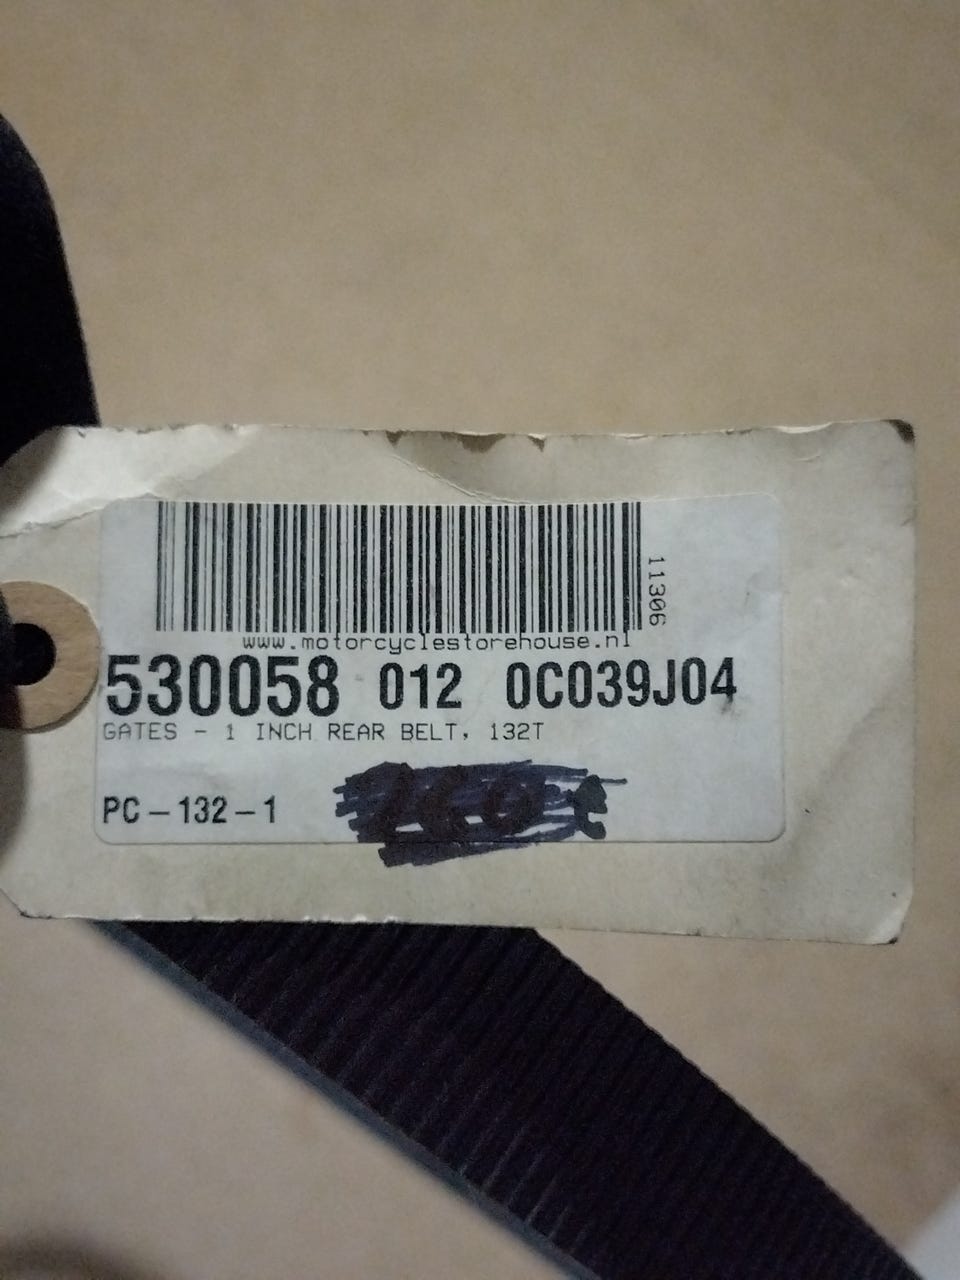 11306
www.motorcyclestorehouse.nl
530058 012 0C039J04
GATES - 1 INCH REAR BELT, 132T
PC-132-1